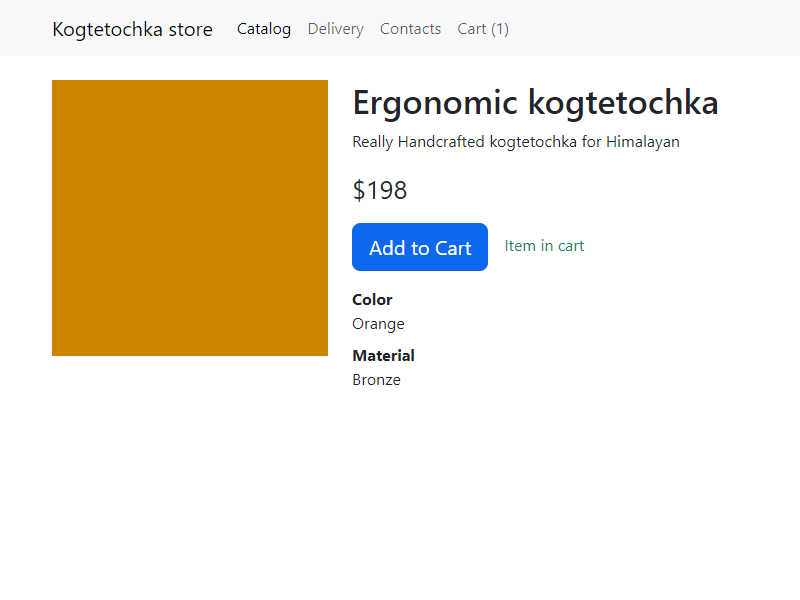 Kogtetochka store Catalog Delivery Contacts Cart (1)
Ergonomic kogtetochka
Really Handcrafted kogtetochka for Himalayan
$198
Add to Cart Item in cart
Color
Orange
Material
Bronze